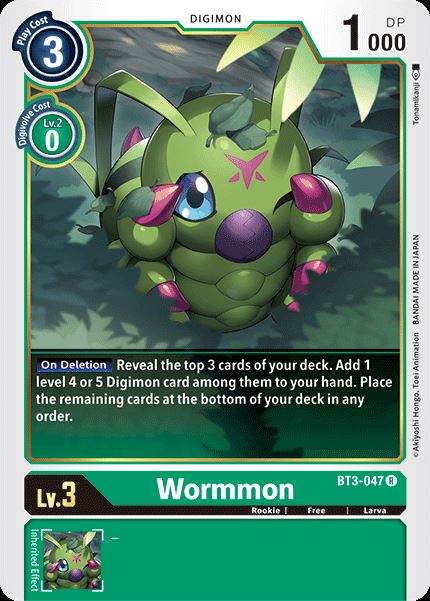 Play Cost
3
DIGIMON
1000
DP
Digivolve Cost
Lv.2
0
Tonamikanji
On Deletion Reveal the top 3 cards of your deck. Add 1
level 4 or 5 Digimon card among them to your hand. Place
the remaining cards at the bottom of your deck in any
order.
©Akiyoshi Hongo, Toei Animation BANDAI MADE IN JAPAN
Lv.3
Wormmon
BT3-047 R
Rookie | Free | Larva
Inherited Effect
–